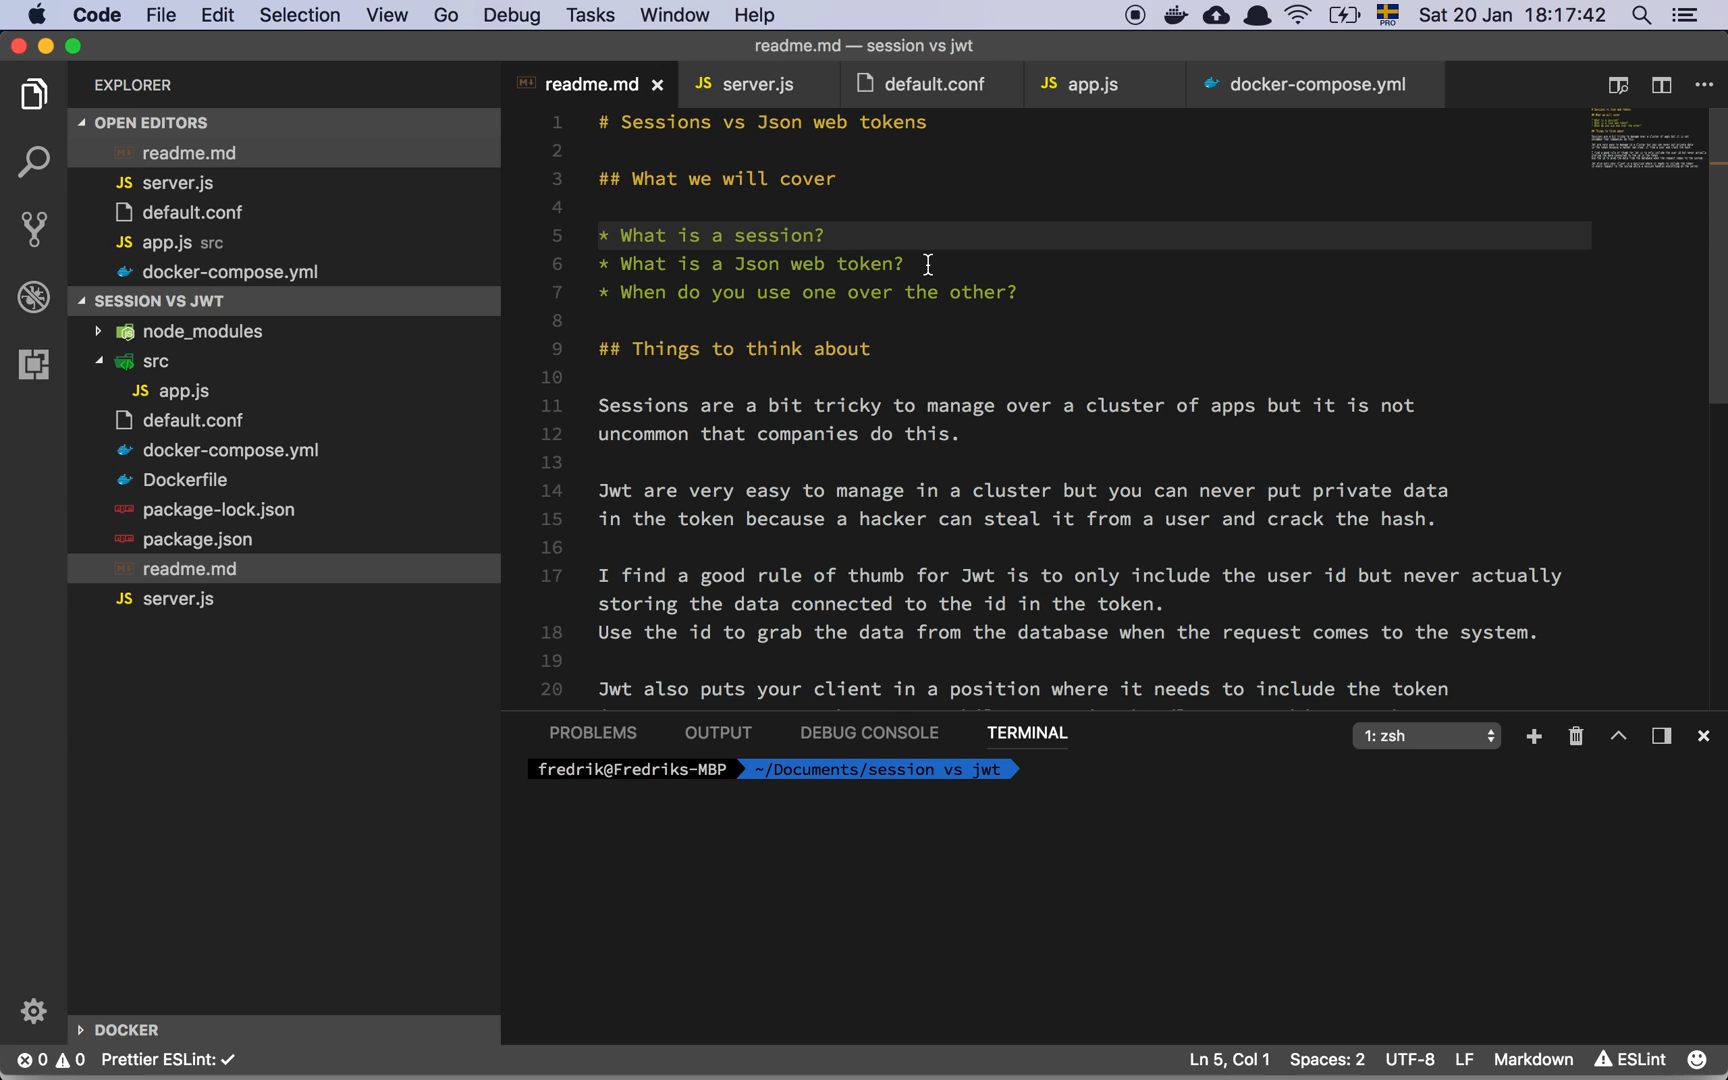 Code File Edit Selection View Go Debug Tasks Window Help
PRO
Sat 20 Jan 18:17:42
readme.md — session vs jwt
EXPLORER
OPEN EDITORS
readme.md
JS server.js
default.conf
JS app.js src
docker-compose.yml
SESSION VS JWT
node_modules
src
JS app.js
default.conf
docker-compose.yml
Dockerfile
package-lock.json
package.json
readme.md
JS server.js
DOCKER
readme.md
JS server.js
default.conf
JS app.js
docker-compose.yml
1 # Sessions vs Json web tokens
2
3 ## What we will cover
4
5 * What is a session?
6 * What is a Json web token?
7 * When do you use one over the other?
8
9 ## Things to think about
10
11 Sessions are a bit tricky to manage over a cluster of apps but it is not
12 uncommon that companies do this.
13
14 Jwt are very easy to manage in a cluster but you can never put private data
15 in the token because a hacker can steal it from a user and crack the hash.
16
17 I find a good rule of thumb for Jwt is to only include the user id but never actually
storing the data connected to the id in the token.
18 Use the id to grab the data from the database when the request comes to the system.
19
20 Jwt also puts your client in a position where it needs to include the token
PROBLEMS OUTPUT DEBUG CONSOLE TERMINAL
1: zsh
fredrik@Fredriks-MBP ~/Documents/session vs jwt
0 0 Prettier ESLint: ✓
Ln 5, Col 1 Spaces: 2 UTF-8 LF Markdown ESLint